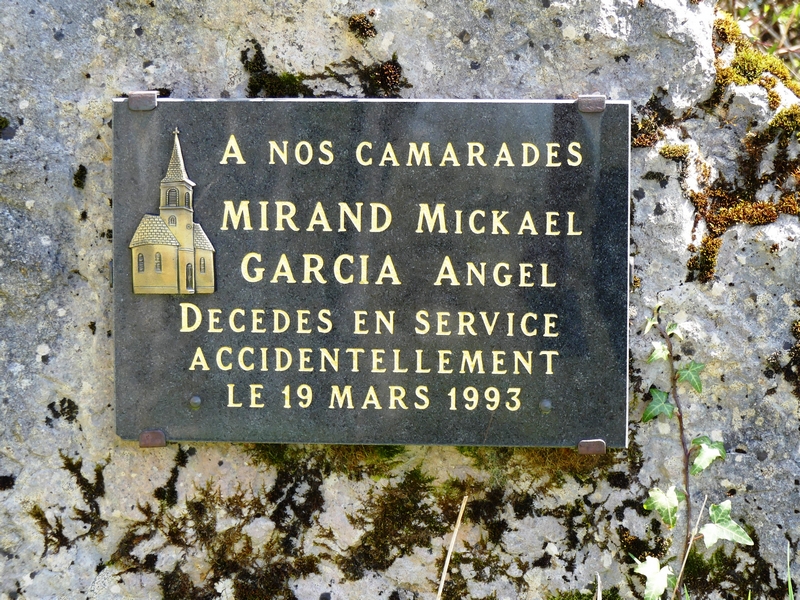 A NOS CAMARADES
MIRAND MICKAEL
GARCIA ANGEL
DECEDES EN SERVICE
ACCIDENTELLEMENT
LE 19 MARS 1993